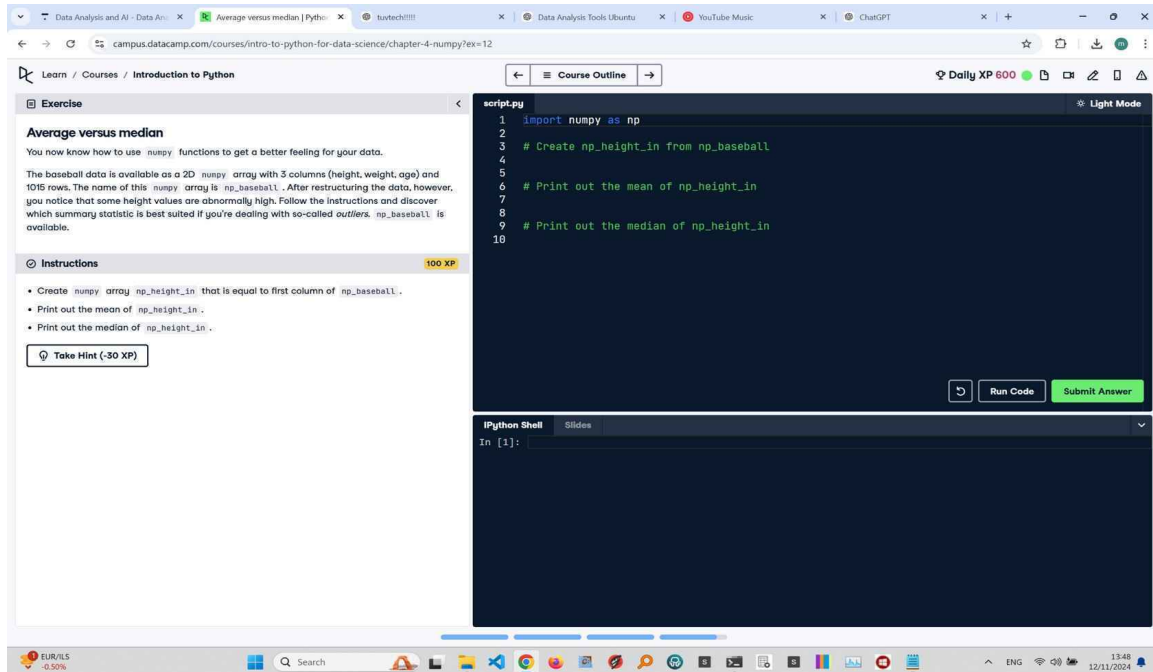 Data Analysis and AI - Data An
Average versus median | Pytho
tuvtech!!!!!
Data Analysis Tools Ubuntu
YouTube Music
ChatGPT
campus.datacamp.com/courses/intro-to-python-for-data-science/chapter-4-numpy?ex=12
Learn / Courses / Introduction to Python
Course Outline
Daily XP 600
Exercise
Average versus median
You now know how to use numpy functions to get a better feeling for your data.
The baseball data is available as a 2D numpy array with 3 columns (height, weight, age) and
1015 rows. The name of this numpy array is np_baseball . After restructuring the data, however,
you notice that some height values are abnormally high. Follow the instructions and discover
which summary statistic is best suited if you're dealing with so-called outliers. np_baseball is
available.
Instructions
100 XP
• Create numpy array np_height_in that is equal to first column of np_baseball .
• Print out the mean of np_height_in .
• Print out the median of np_height_in .
Take Hint (-30 XP)
script.py
Light Mode
1 import numpy as np
2
3 # Create np_height_in from np_baseball
4
5
6 # Print out the mean of np_height_in
7
8
9 # Print out the median of np_height_in
10
Run Code
Submit Answer
IPython Shell
Slides
In [1]:
EUR/ILS
-0.50%
Search
ENG
13:48
12/11/2024